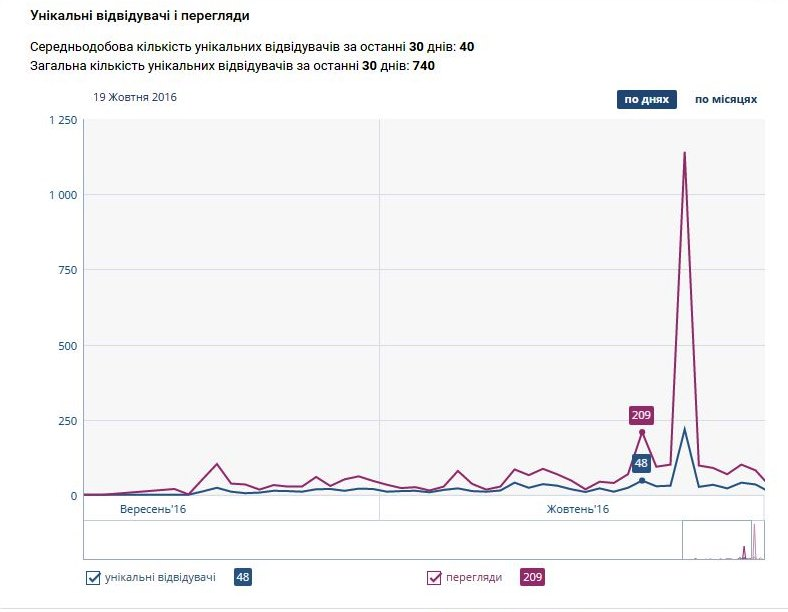 Унікальні відвідувачі і перегляди
Середньодобова кількість унікальних відвідувачів за останні 30 днів: 40
Загальна кількість унікальних відвідувачів за останні 30 днів: 740
19 Жовтня 2016
по днях
по місяцях
1 250
1 000
750
500
250
0
209
48
Вересень'16
Жовтень'16
унікальні відвідувачі 48
перегляди 209